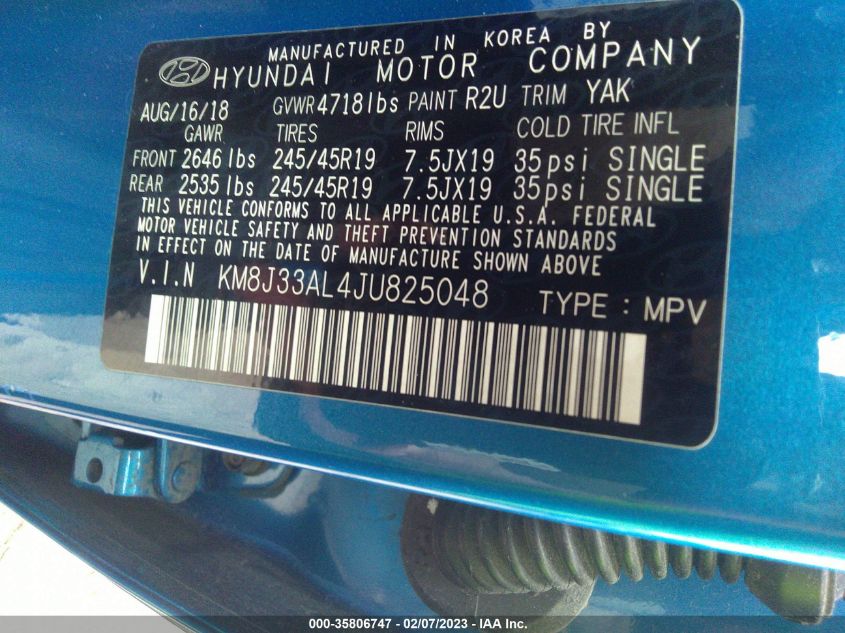 MANUFACTURED IN KOREA BY
HYUNDAI MOTOR COMPANY
AUG/16/18 GVWR 4718lbs PAINT R2U TRIM YAK
GAWR TIRES RIMS COLD TIRE INFL
FRONT 2646lbs 245/45R19 7.5JX19 35psi SINGLE
REAR 2535lbs 245/45R19 7.5JX19 35psi SINGLE
THIS VEHICLE CONFORMS TO ALL APPLICABLE U.S.A. FEDERAL
MOTOR VEHICLE SAFETY AND THEFT PREVENTION STANDARDS
IN EFFECT ON THE DATE OF MANUFACTURE SHOWN ABOVE
V.I.N KM8J33AL4JU825048 TYPE : MPV
000-35806747 — 02/07/2023 — IAA Inc.